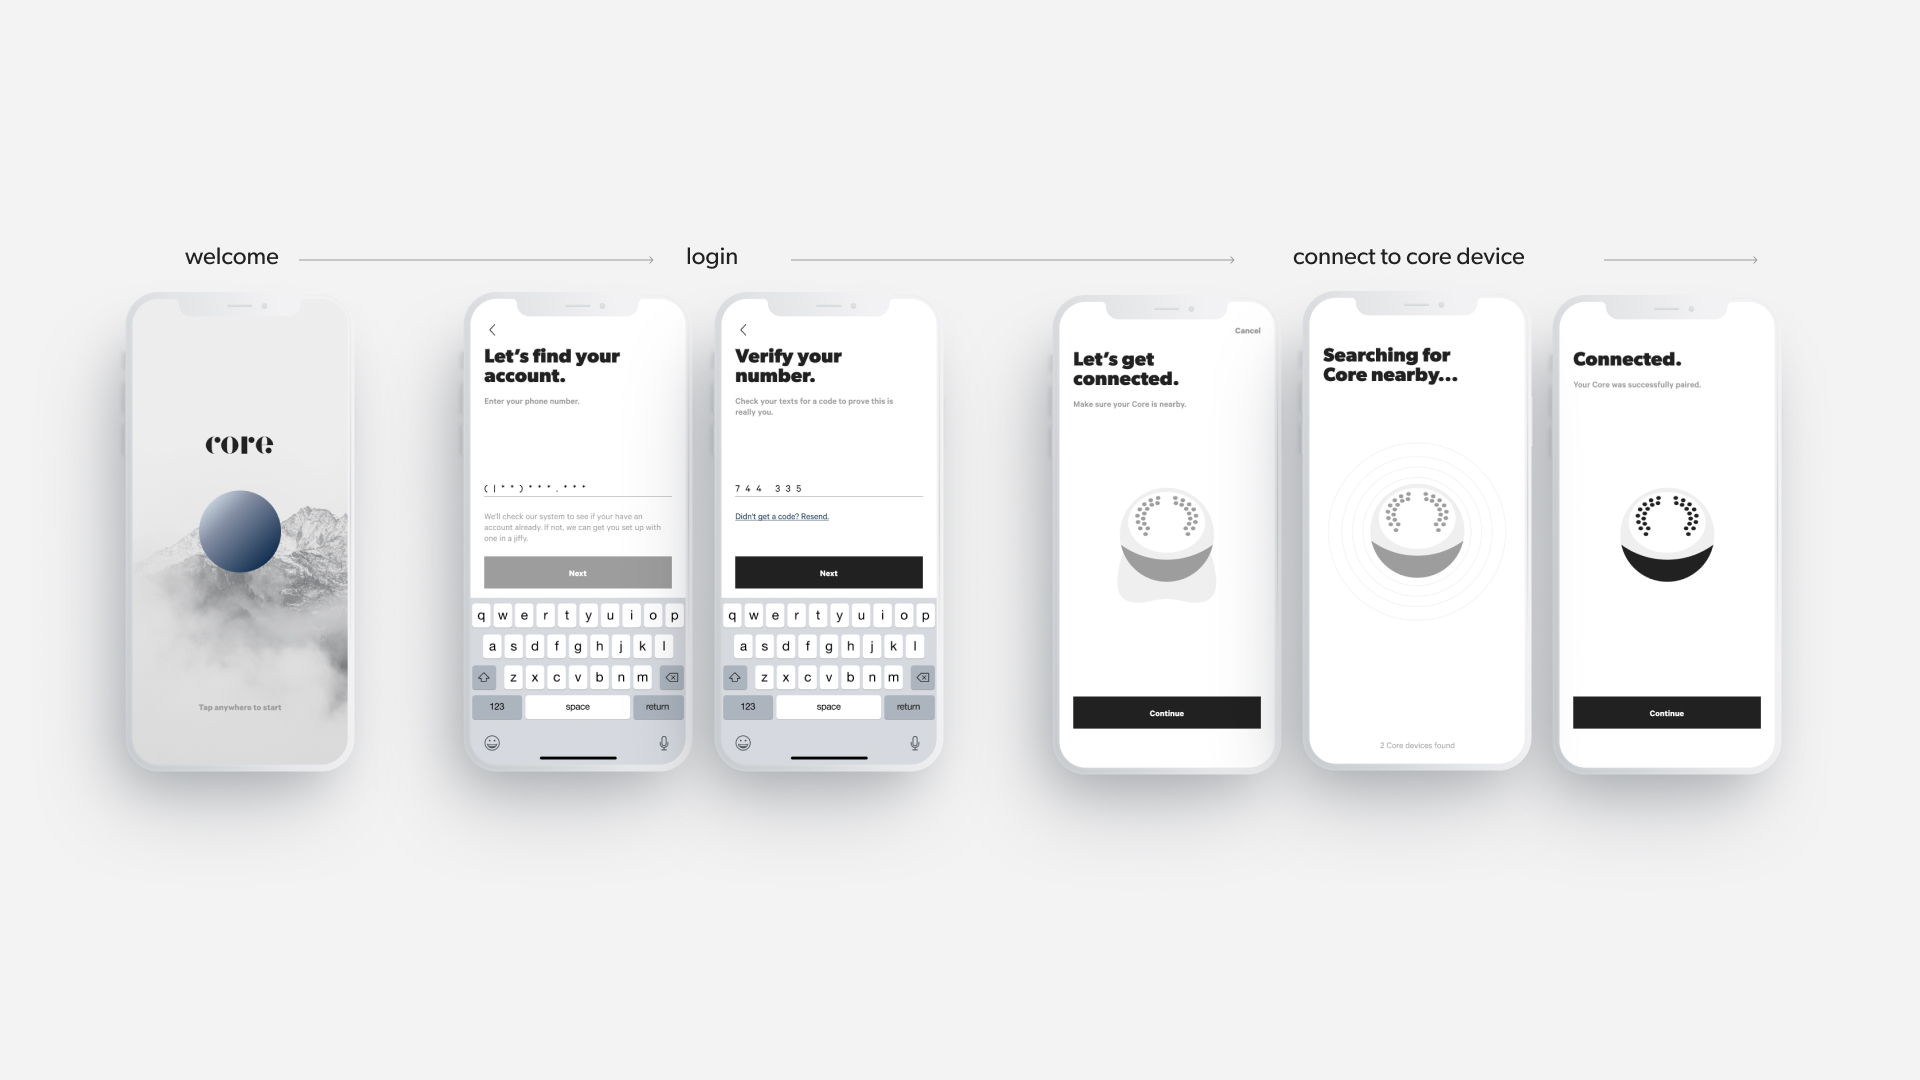 welcome
login
connect to core device
core
Tap anywhere to start
Let's find your
account.
Enter your phone number.
( | * * ) * * * . * * *
We'll check our system to see if your have an
account already. If not, we can get you set up with
one in a jiffy.
Next
q w e r t y u i o p
a s d f g h j k l
z x c v b n m
123 space return
Verify your
number.
Check your texts for a code to prove this is
really you.
744 335
Didn't get a code? Resend.
Next
q w e r t y u i o p
a s d f g h j k l
z x c v b n m
123 space return
Cancel
Let's get
connected.
Make sure your Core is nearby.
Continue
Searching for
Core nearby...
2 Core devices found
Connected.
Your Core was successfully paired.
Continue